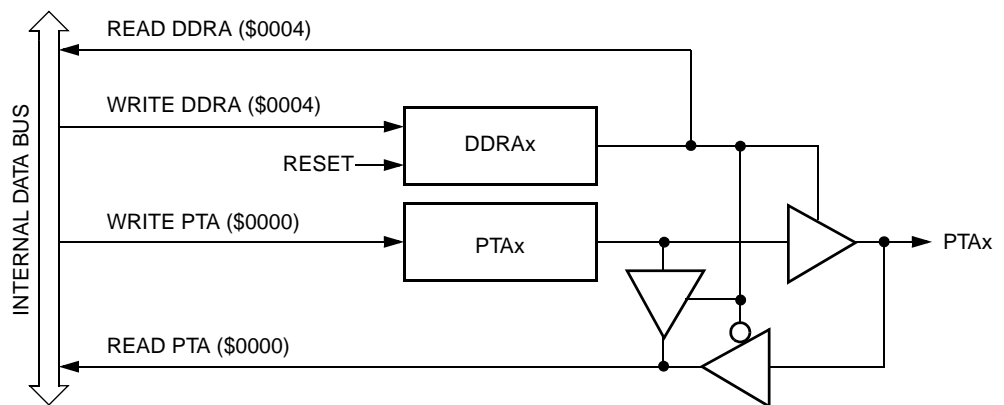 READ DDRA ($0004)
WRITE DDRA ($0004)
DDRAx
RESET
INTERNAL DATA BUS
WRITE PTA ($0000)
PTAx
PTAx
READ PTA ($0000)